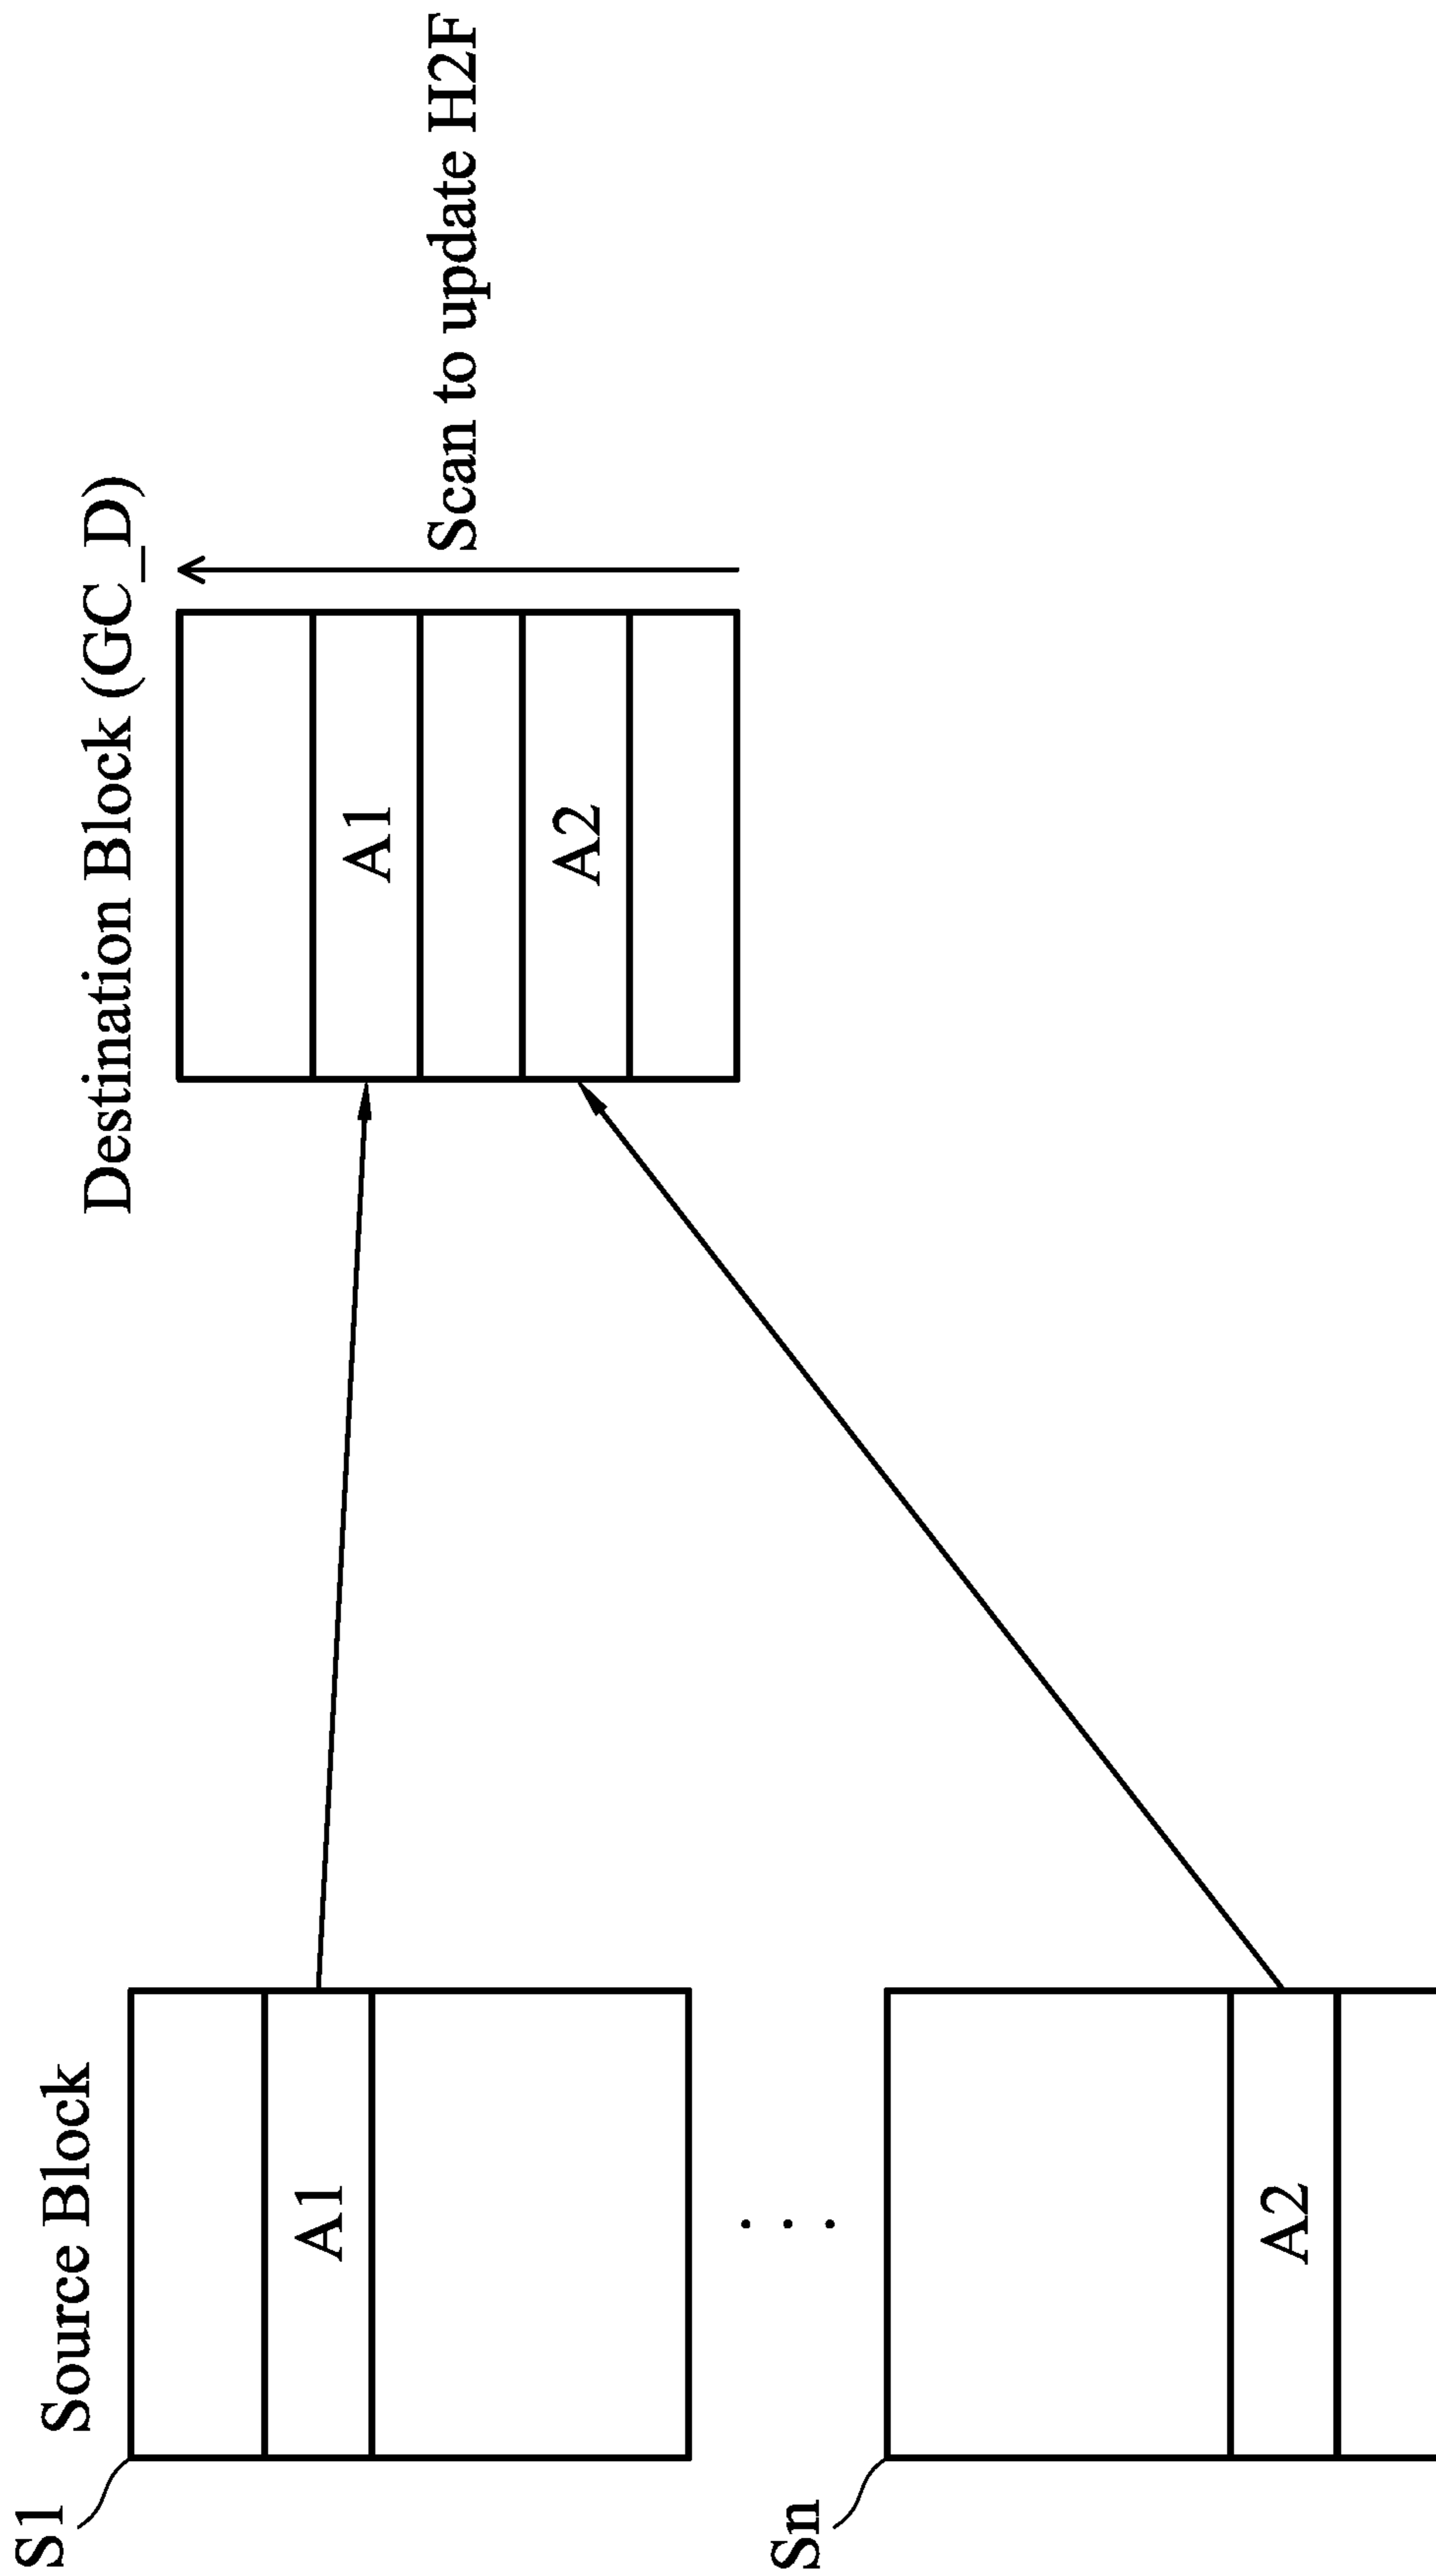 Source Block
Destination Block (GC_D)
S1
A1
A1
Scan to update H2F
A2
Sn
A2